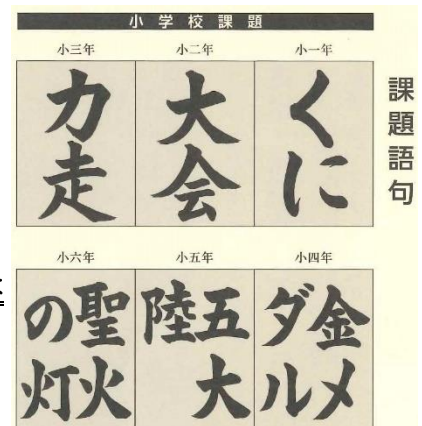 小学校課題
課題語句
小一年
くに
小二年
大会
小三年
力走
小四年
金メ
ダル
小五年
五大
陸
小六年
聖火
の灯